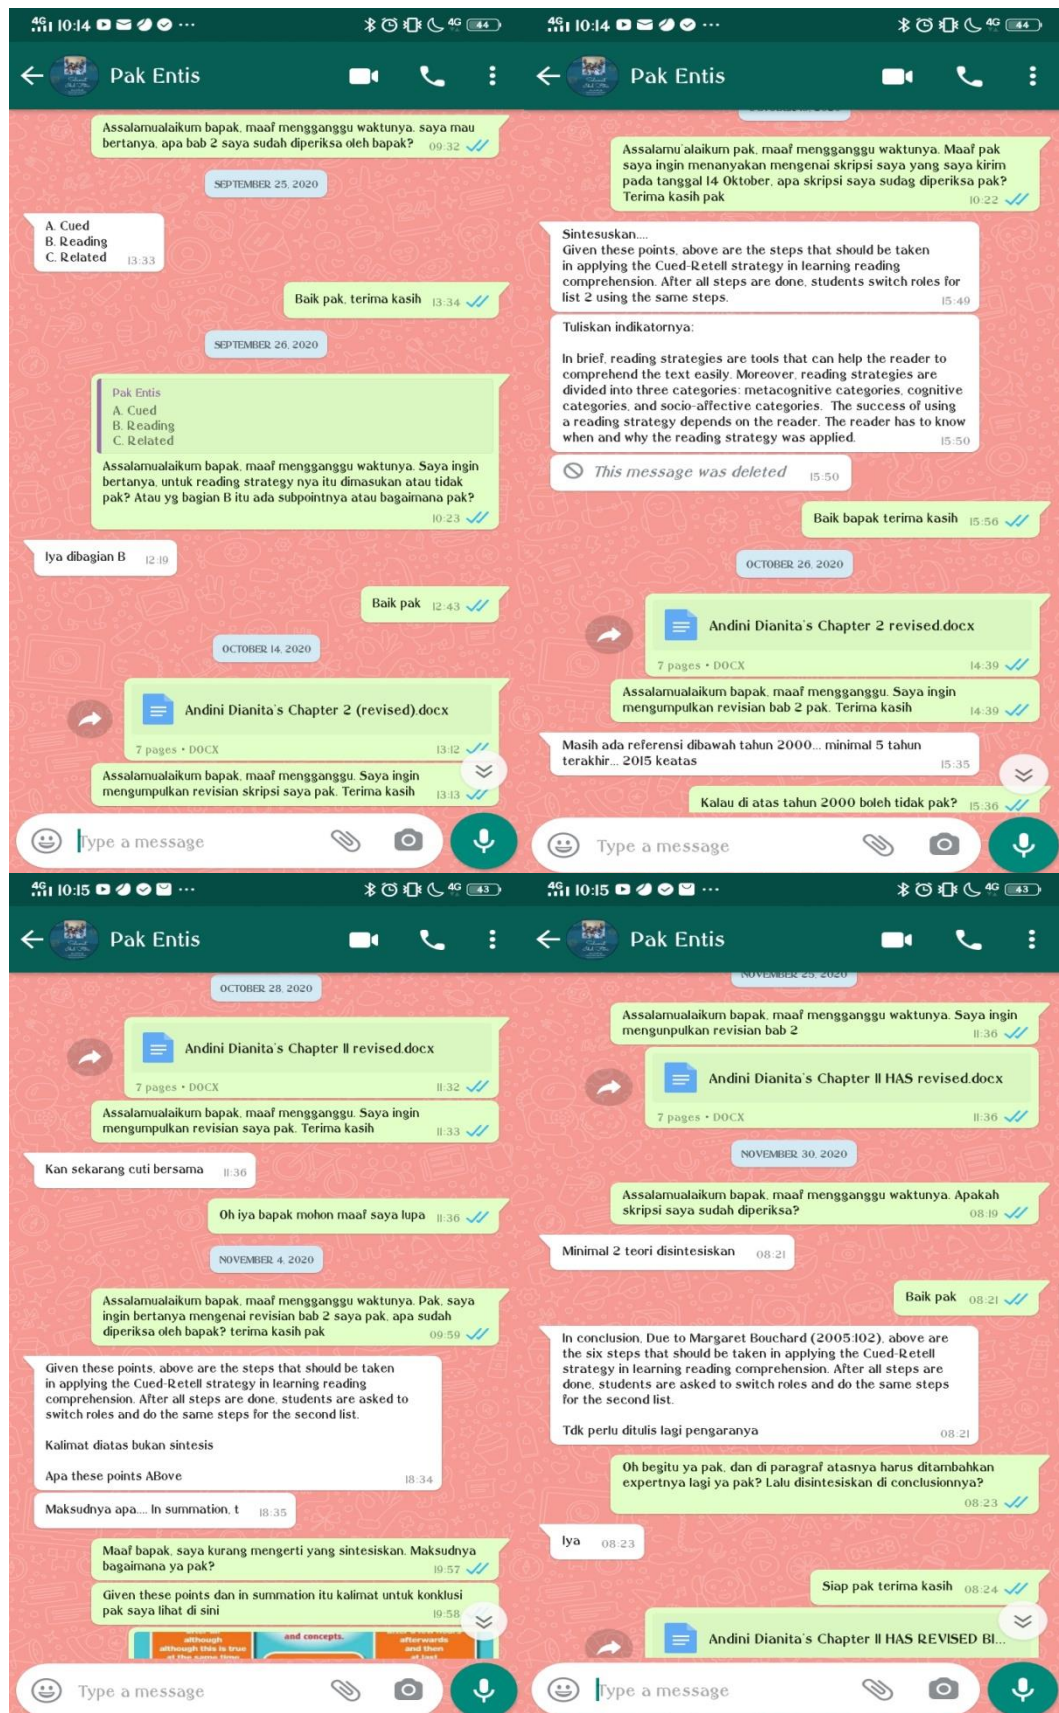 4G 10:14 ··· 4G 44
Pak Entis
Assalamualaikum bapak, maaf mengganggu waktunya. saya mau
bertanya, apa bab 2 saya sudah diperiksa oleh bapak? 09:32
SEPTEMBER 25, 2020
A. Cued
B. Reading
C. Related 13:33
Baik pak, terima kasih 13:34
SEPTEMBER 26, 2020
Pak Entis
A. Cued
B. Reading
C. Related
Assalamualaikum bapak, maaf mengganggu waktunya. Saya ingin
bertanya, untuk reading strategy nya itu dimasukan atau tidak
pak? Atau yg bagian B itu ada subpointnya atau bagaimana pak?
10:23
Iya dibagian B 12:19
Baik pak 12:43
OCTOBER 14, 2020
Andini Dianita's Chapter 2 (revised).docx
7 pages • DOCX 13:12
Assalamualaikum bapak, maaf mengganggu. Saya ingin
mengumpulkan revisian skripsi saya pak. Terima kasih 13:13
Type a message
4G 10:14 ··· 4G 44
Pak Entis
Assalamu'alaikum pak, maaf mengganggu waktunya. Maaf pak
saya ingin menanyakan mengenai skripsi saya yang saya kirim
pada tanggal 14 Oktober, apa skripsi saya sudag diperiksa pak?
Terima kasih pak 10:22
Sintesuskan....
Given these points, above are the steps that should be taken
in applying the Cued-Retell strategy in learning reading
comprehension. After all steps are done, students switch roles for
list 2 using the same steps. 15:49
Tuliskan indikatornya:
In brief, reading strategies are tools that can help the reader to
comprehend the text easily. Moreover, reading strategies are
divided into three categories: metacognitive categories, cognitive
categories, and socio-affective categories. The success of using
a reading strategy depends on the reader. The reader has to know
when and why the reading strategy was applied. 15:50
This message was deleted 15:50
Baik bapak terima kasih 15:56
OCTOBER 26, 2020
Andini Dianita's Chapter 2 revised.docx
7 pages • DOCX 14:39
Assalamualaikum bapak, maaf mengganggu. Saya ingin
mengumpulkan revisian bab 2 pak. Terima kasih 14:39
Masih ada referensi dibawah tahun 2000... minimal 5 tahun
terakhir... 2015 keatas 15:35
Kalau di atas tahun 2000 boleh tidak pak? 15:36
Type a message
4G 10:15 ··· 4G 43
Pak Entis
OCTOBER 28, 2020
Andini Dianita's Chapter II revised.docx
7 pages • DOCX 11:32
Assalamualaikum bapak, maaf mengganggu. Saya ingin
mengumpulkan revisian saya pak. Terima kasih 11:33
Kan sekarang cuti bersama 11:36
Oh iya bapak mohon maaf saya lupa 11:36
NOVEMBER 4, 2020
Assalamualaikum bapak, maaf mengganggu waktunya. Pak, saya
ingin bertanya mengenai revisian bab 2 saya pak, apa sudah
diperiksa oleh bapak? terima kasih pak 09:59
Given these points, above are the steps that should be taken
in applying the Cued-Retell strategy in learning reading
comprehension. After all steps are done, students are asked to
switch roles and do the same steps for the second list.
Kalimat diatas bukan sintesis
Apa these points ABove 18:34
Maksudnya apa.... In summation, t 18:35
Maaf bapak, saya kurang mengerti yang sintesiskan. Maksudnya
bagaimana ya pak? 19:57
Given these points dan in summation itu kalimat untuk konklusi
pak saya lihat di sini 19:58
although
although this is true
at the same time
and concepts.
afterwards
and then
at last
Type a message
4G 10:15 ··· 4G 43
Pak Entis
NOVEMBER 25, 2020
Assalamualaikum bapak, maaf mengganggu waktunya. Saya ingin
mengunpulkan revisian bab 2 11:36
Andini Dianita's Chapter II HAS revised.docx
7 pages • DOCX 11:36
NOVEMBER 30, 2020
Assalamualaikum bapak, maaf mengganggu waktunya. Apakah
skripsi saya sudah diperiksa? 08:19
Minimal 2 teori disintesiskan 08:21
Baik pak 08:21
In conclusion, Due to Margaret Bouchard (2005:102), above are
the six steps that should be taken in applying the Cued-Retell
strategy in learning reading comprehension. After all steps are
done, students are asked to switch roles and do the same steps
for the second list.
Tdk perlu ditulis lagi pengaranya 08:21
Oh begitu ya pak, dan di paragraf atasnya harus ditambahkan
expertnya lagi ya pak? Lalu disintesiskan di conclusionnya?
08:23
Iya 08:23
Siap pak terima kasih 08:24
Andini Dianita's Chapter II HAS REVISED BI...
Type a message